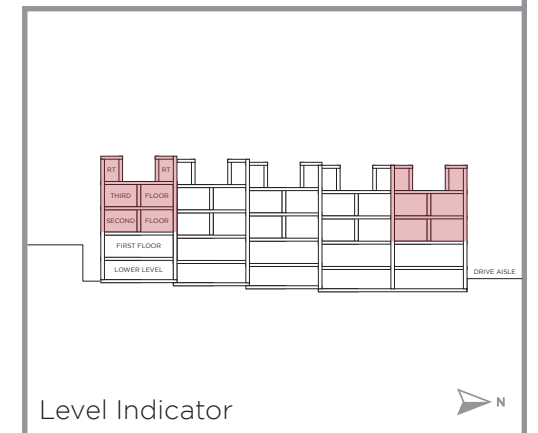 RT RT
THIRD FLOOR
SECOND FLOOR
FIRST FLOOR
LOWER LEVEL
DRIVE AISLE
Level Indicator
N